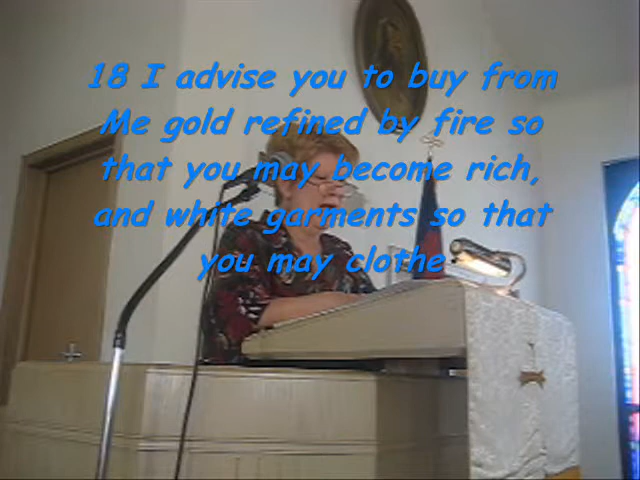 18 I advise you to buy from
Me gold refined by fire so
that you may become rich,
and white garments so that
you may clothe